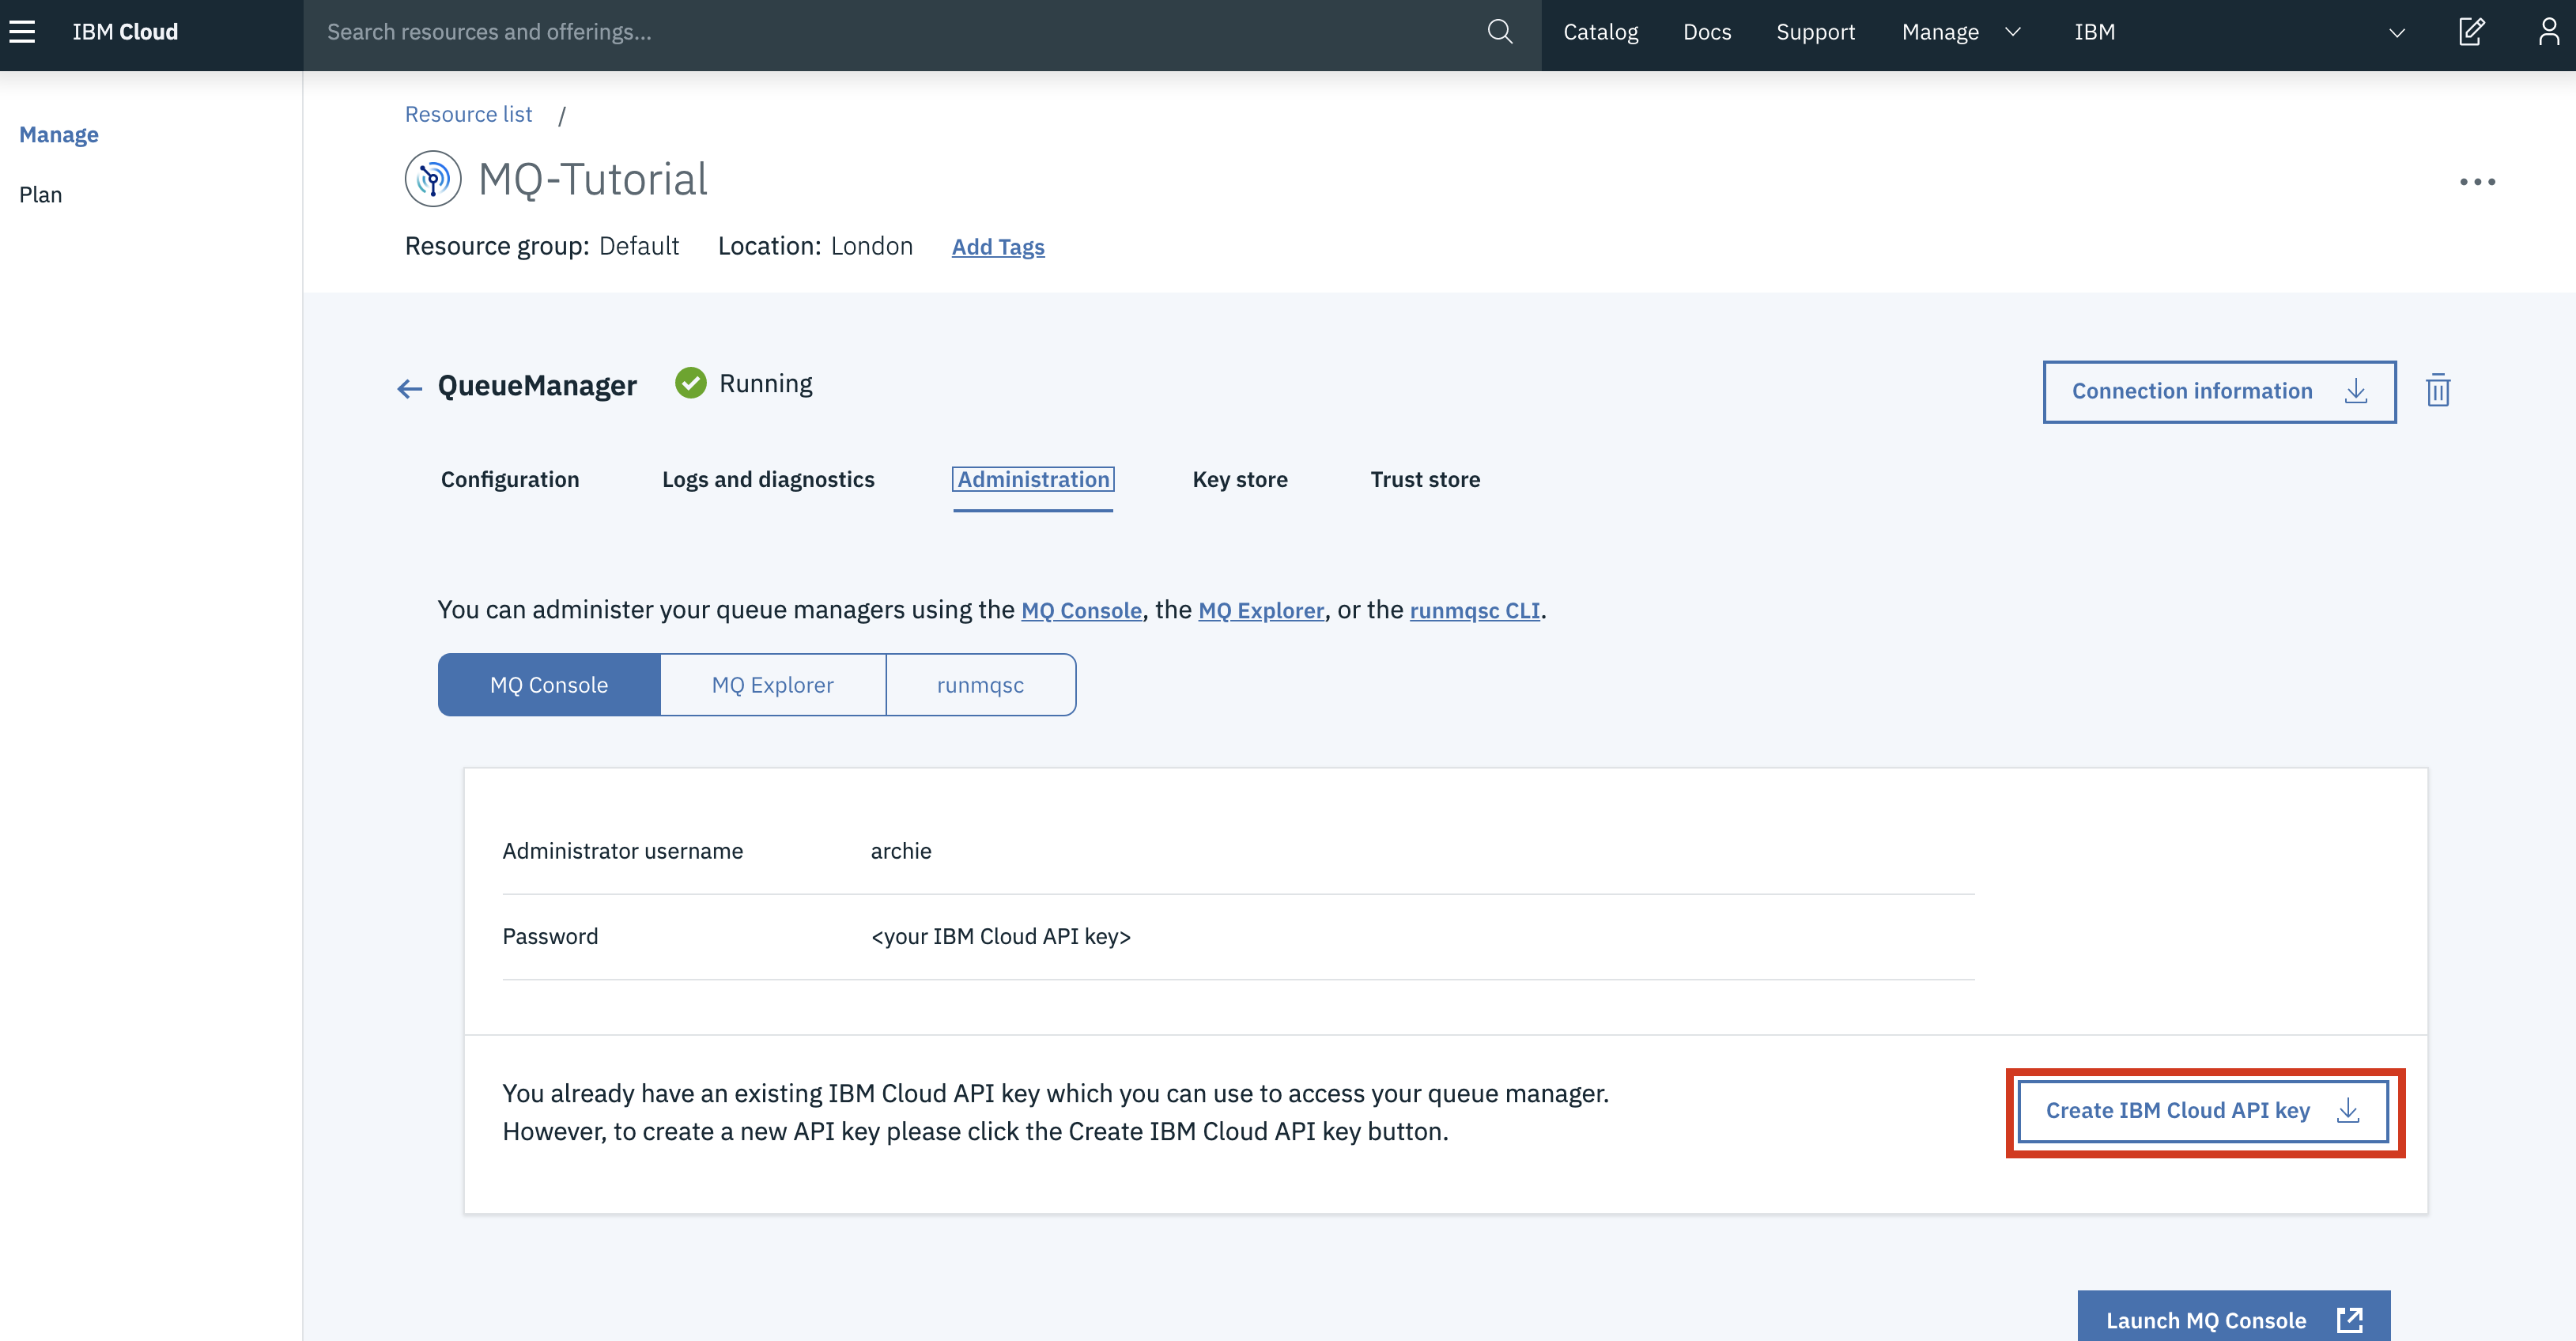 IBM Cloud
Search resources and offerings...
Catalog
Docs
Support
Manage
IBM
Manage
Plan
Resource list /
MQ-Tutorial
Resource group: Default Location: London Add Tags
QueueManager
Running
Connection information
Configuration
Logs and diagnostics
Administration
Key store
Trust store
You can administer your queue managers using the MQ Console, the MQ Explorer, or the runmqsc CLI.
MQ Console
MQ Explorer
runmqsc
Administrator username archie
Password <your IBM Cloud API key>
You already have an existing IBM Cloud API key which you can use to access your queue manager.
However, to create a new API key please click the Create IBM Cloud API key button.
Create IBM Cloud API key
Launch MQ Console